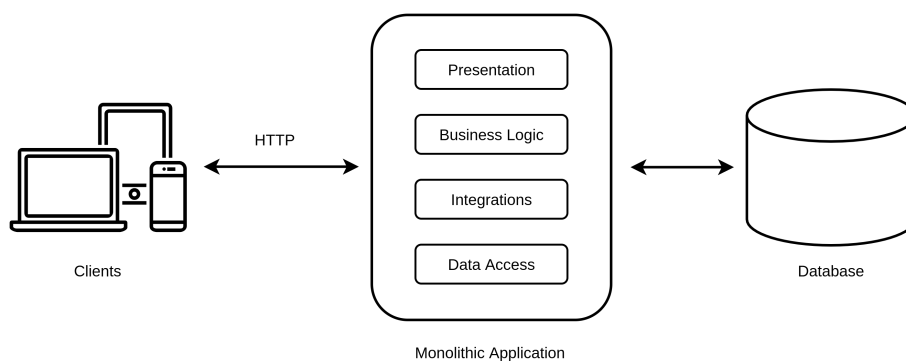 Presentation
HTTP
Business Logic
Integrations
Data Access
Clients
Database
Monolithic Application